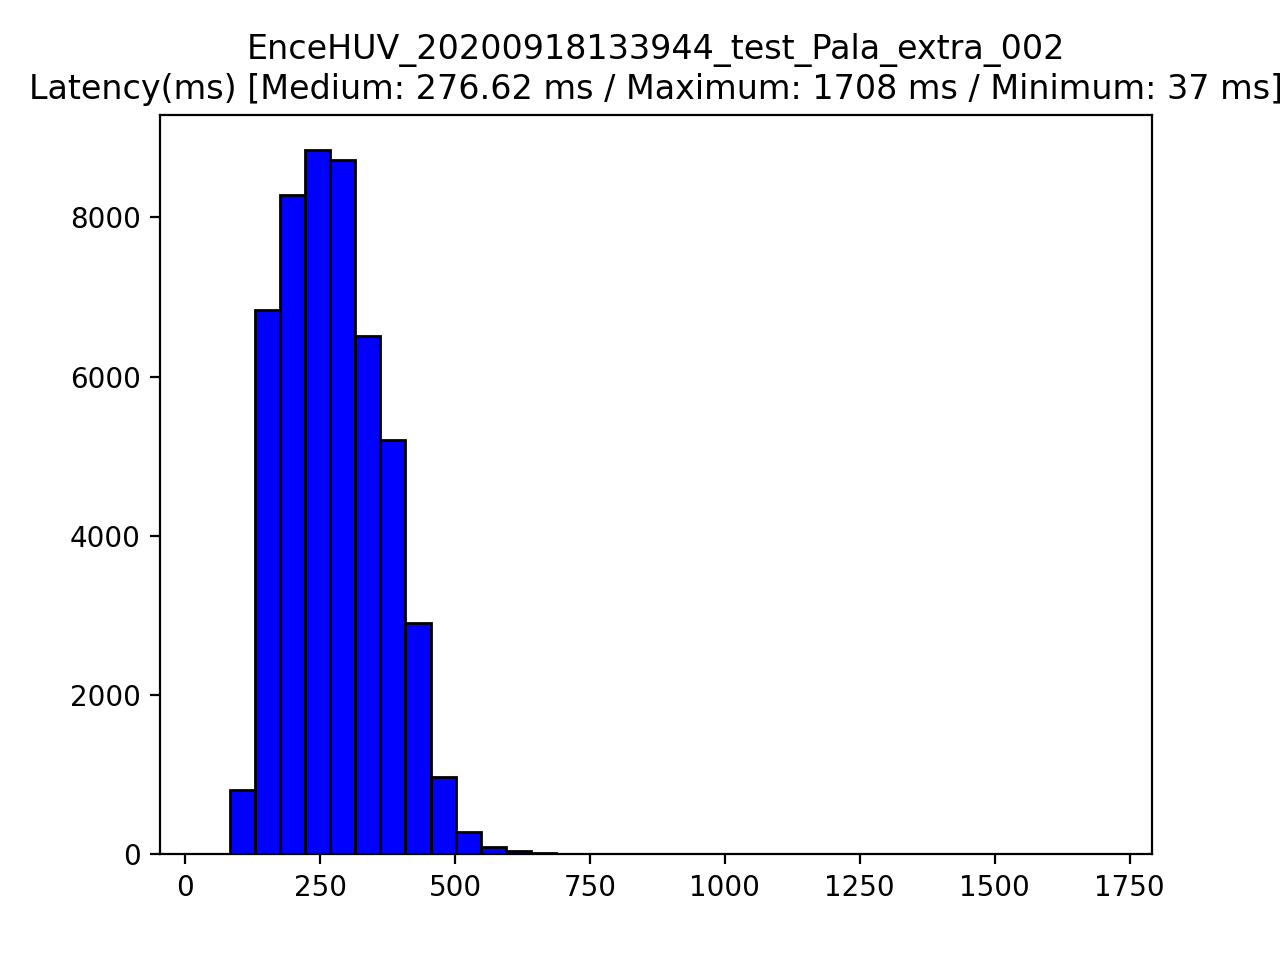 EnceHUV_20200918133944_test_Pala_extra_002
Latency(ms) [Medium: 276.62 ms / Maximum: 1708 ms / Minimum: 37 ms]
8000
6000
4000
2000
0
0 250 500 750 1000 1250 1500 1750